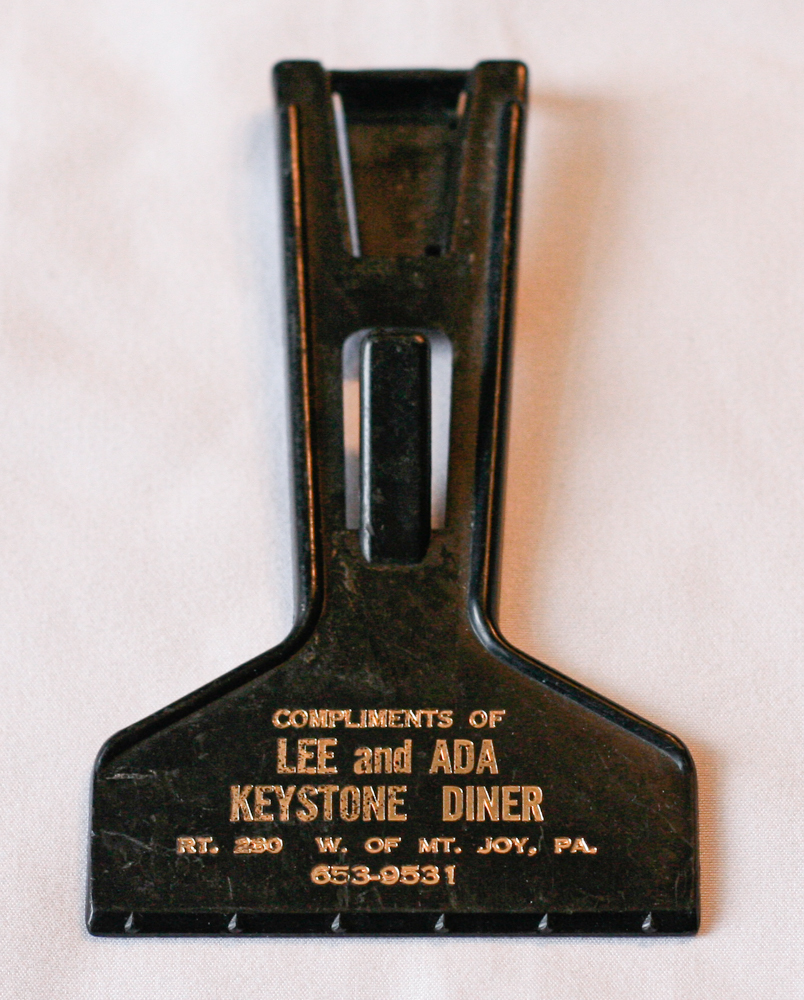 COMPLIMENTS OF
LEE and ADA
KEYSTONE DINER
RT. 230 W. OF MT. JOY, PA.
653-9531